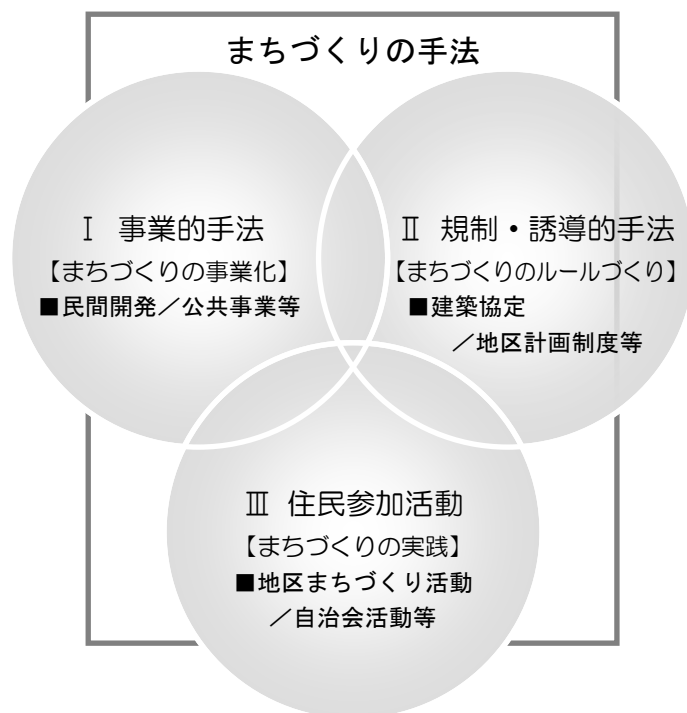 まちづくりの手法
Ⅰ 事業的手法
【まちづくりの事業化】
■民間開発／公共事業等
Ⅱ 規制・誘導的手法
【まちづくりのルールづくり】
■建築協定
／地区計画制度等
Ⅲ 住民参加活動
【まちづくりの実践】
■地区まちづくり活動
／自治会活動等